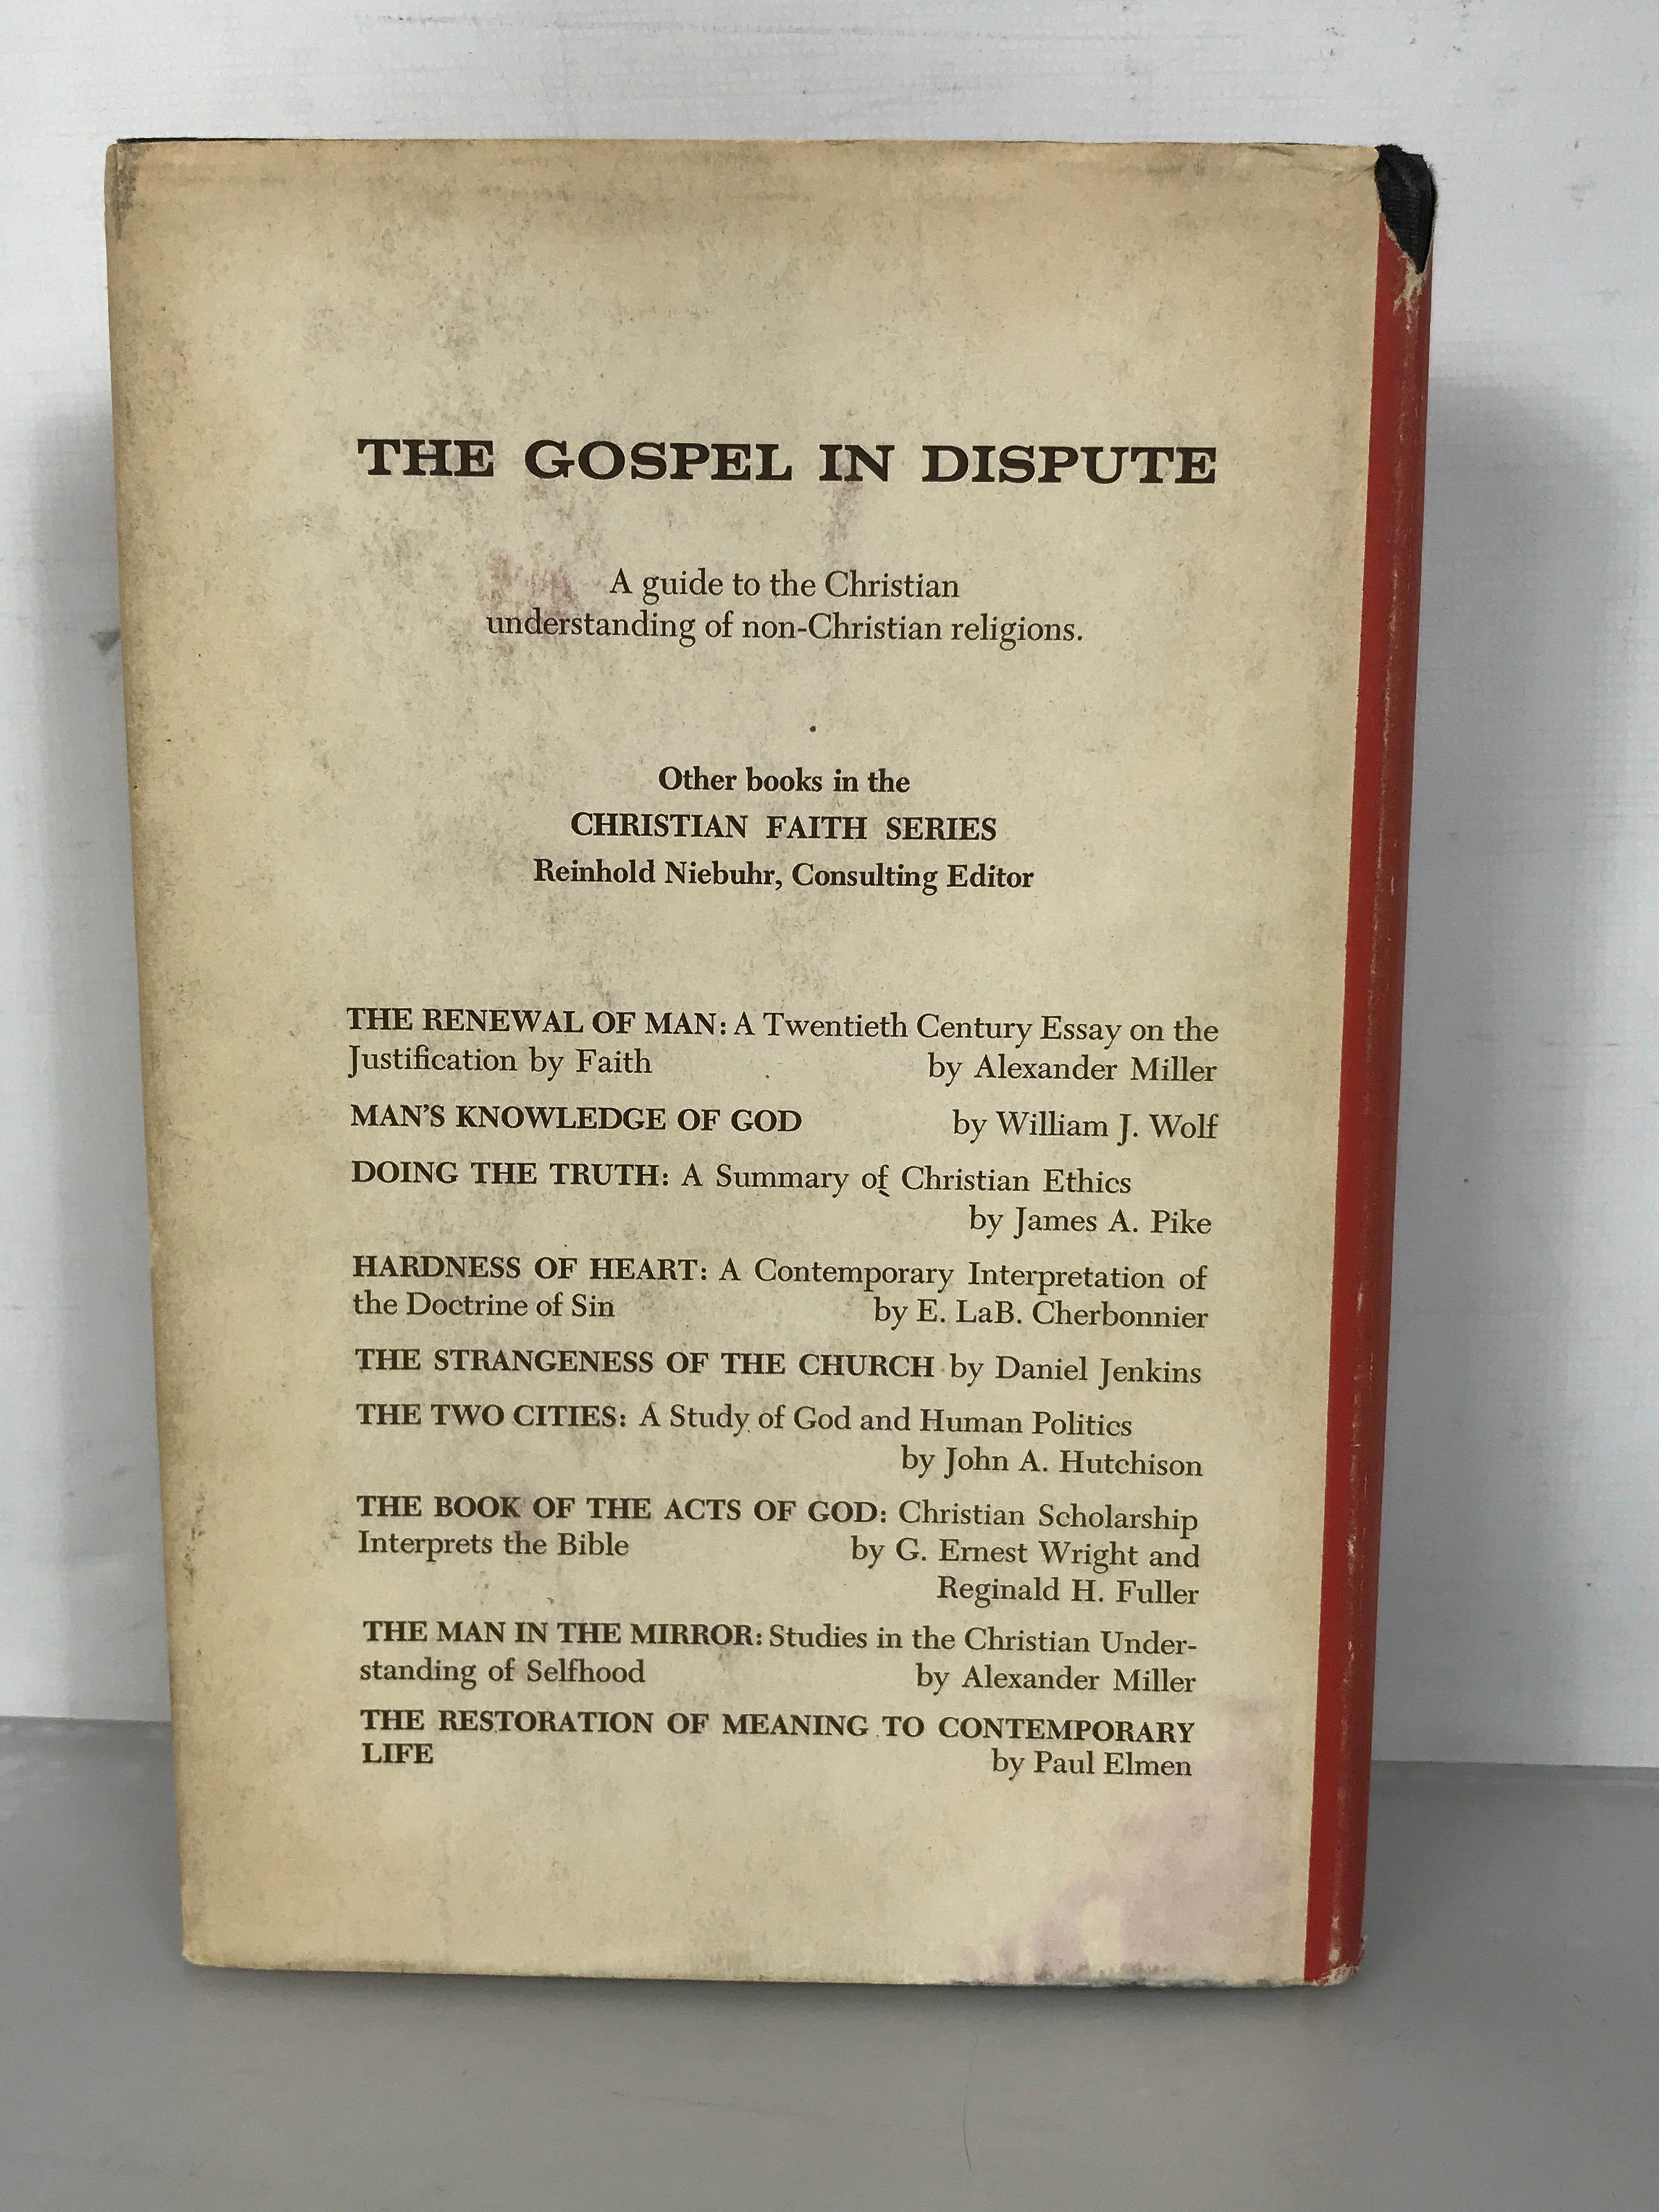 THE GOSPEL IN DISPUTE
A guide to the Christian
understanding of non-Christian religions.
Other books in the
CHRISTIAN FAITH SERIES
Reinhold Niebuhr, Consulting Editor
THE RENEWAL OF MAN: A Twentieth Century Essay on the
Justification by Faith by Alexander Miller
MAN'S KNOWLEDGE OF GOD by William J. Wolf
DOING THE TRUTH: A Summary of Christian Ethics
by James A. Pike
HARDNESS OF HEART: A Contemporary Interpretation of
the Doctrine of Sin by E. LaB. Cherbonnier
THE STRANGENESS OF THE CHURCH by Daniel Jenkins
THE TWO CITIES: A Study of God and Human Politics
by John A. Hutchison
THE BOOK OF THE ACTS OF GOD: Christian Scholarship
Interprets the Bible by G. Ernest Wright and
Reginald H. Fuller
THE MAN IN THE MIRROR: Studies in the Christian Under-
standing of Selfhood by Alexander Miller
THE RESTORATION OF MEANING TO CONTEMPORARY
LIFE by Paul Elmen